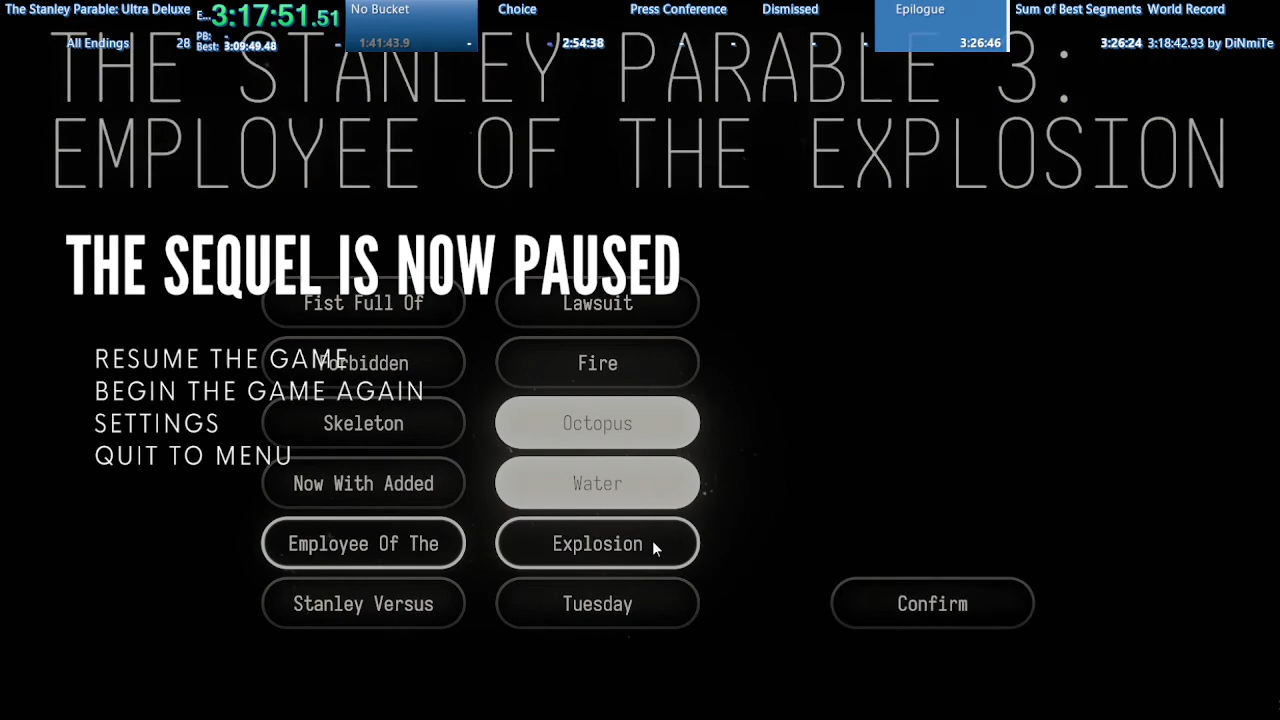 The Stanley Parable: Ultra Deluxe
E...
3:17:51.51
No Bucket
Choice
Press Conference
Dismissed
Epilogue
Sum of Best Segments
World Record
All Endings
28
PB:
-
Best:
3:09:49.48
-
1:41:43.9
-
-
2:54:38
-
-
-
-
3:26:46
3:26:24
3:18:42.93 by DiNmiTe
THE STANLEY PARABLE 3:
EMPLOYEE OF THE EXPLOSION
THE SEQUEL IS NOW PAUSED
Fist Full Of
Lawsuit
RESUME THE GAME
Forbidden
Fire
BEGIN THE GAME AGAIN
SETTINGS
Skeleton
Octopus
QUIT TO MENU
Now With Added
Water
Employee Of The
Explosion
Stanley Versus
Tuesday
Confirm